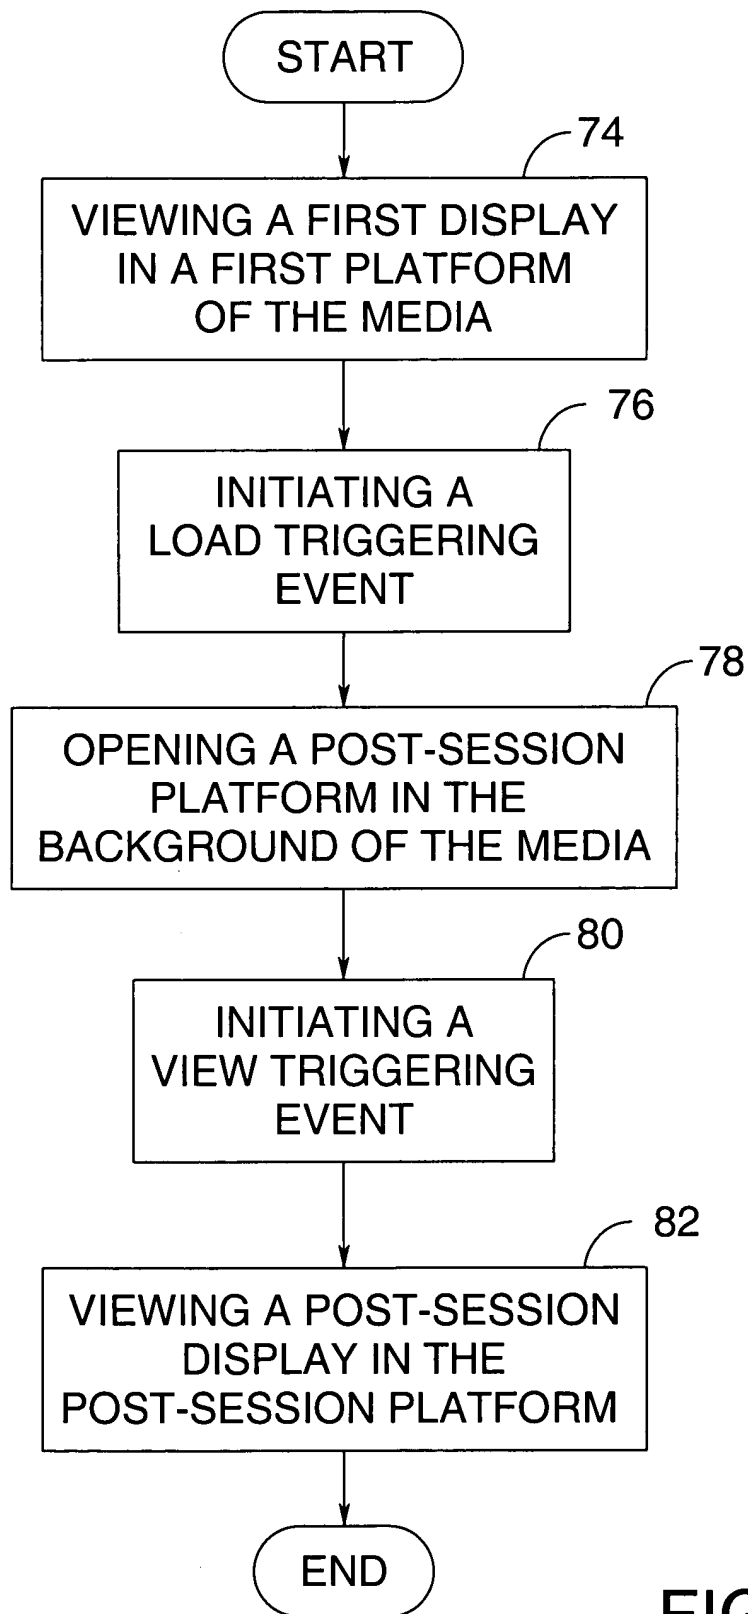 START
74
VIEWING A FIRST DISPLAY
IN A FIRST PLATFORM
OF THE MEDIA
76
INITIATING A
LOAD TRIGGERING
EVENT
78
OPENING A POST-SESSION
PLATFORM IN THE
BACKGROUND OF THE MEDIA
80
INITIATING A
VIEW TRIGGERING
EVENT
82
VIEWING A POST-SESSION
DISPLAY IN THE
POST-SESSION PLATFORM
END